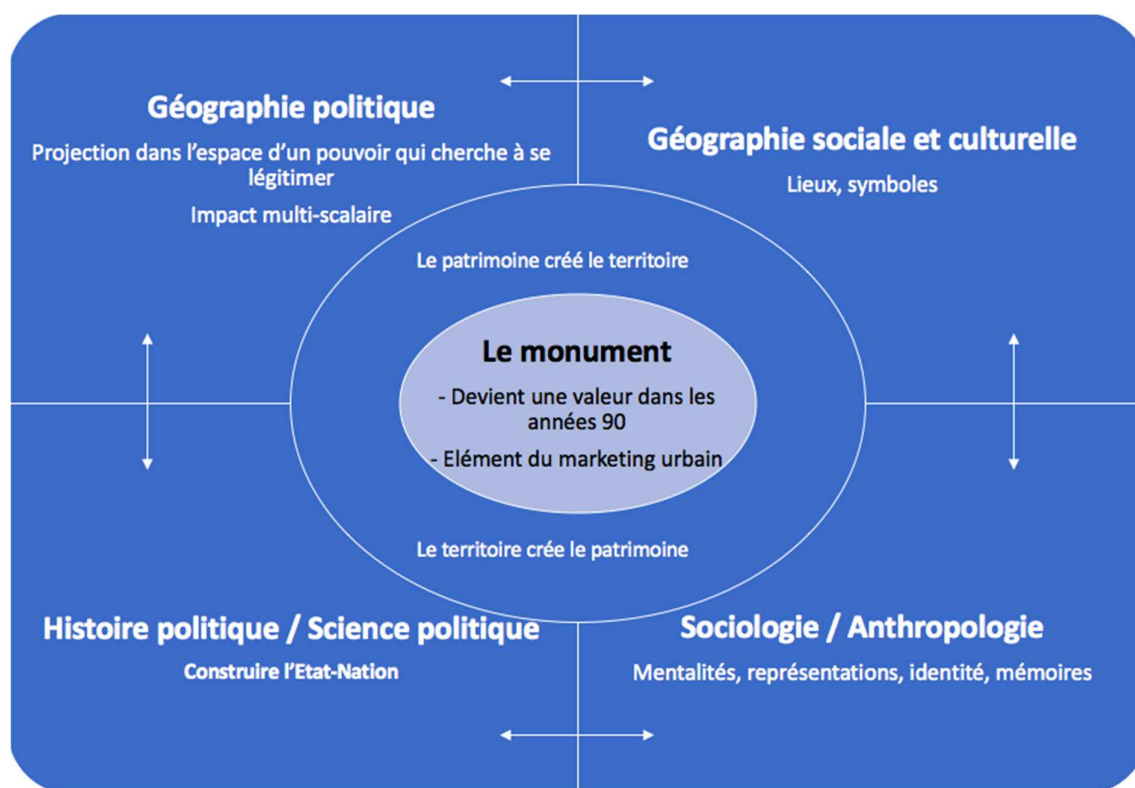 Géographie politique
Projection dans l'espace d'un pouvoir qui cherche à se
légitimer
Impact multi-scalaire
Géographie sociale et culturelle
Lieux, symboles
Le patrimoine créé le territoire
Le monument
- Devient une valeur dans les
années 90
- Elément du marketing urbain
Le territoire crée le patrimoine
Histoire politique / Science politique
Construire l'Etat-Nation
Sociologie / Anthropologie
Mentalités, représentations, identité, mémoires